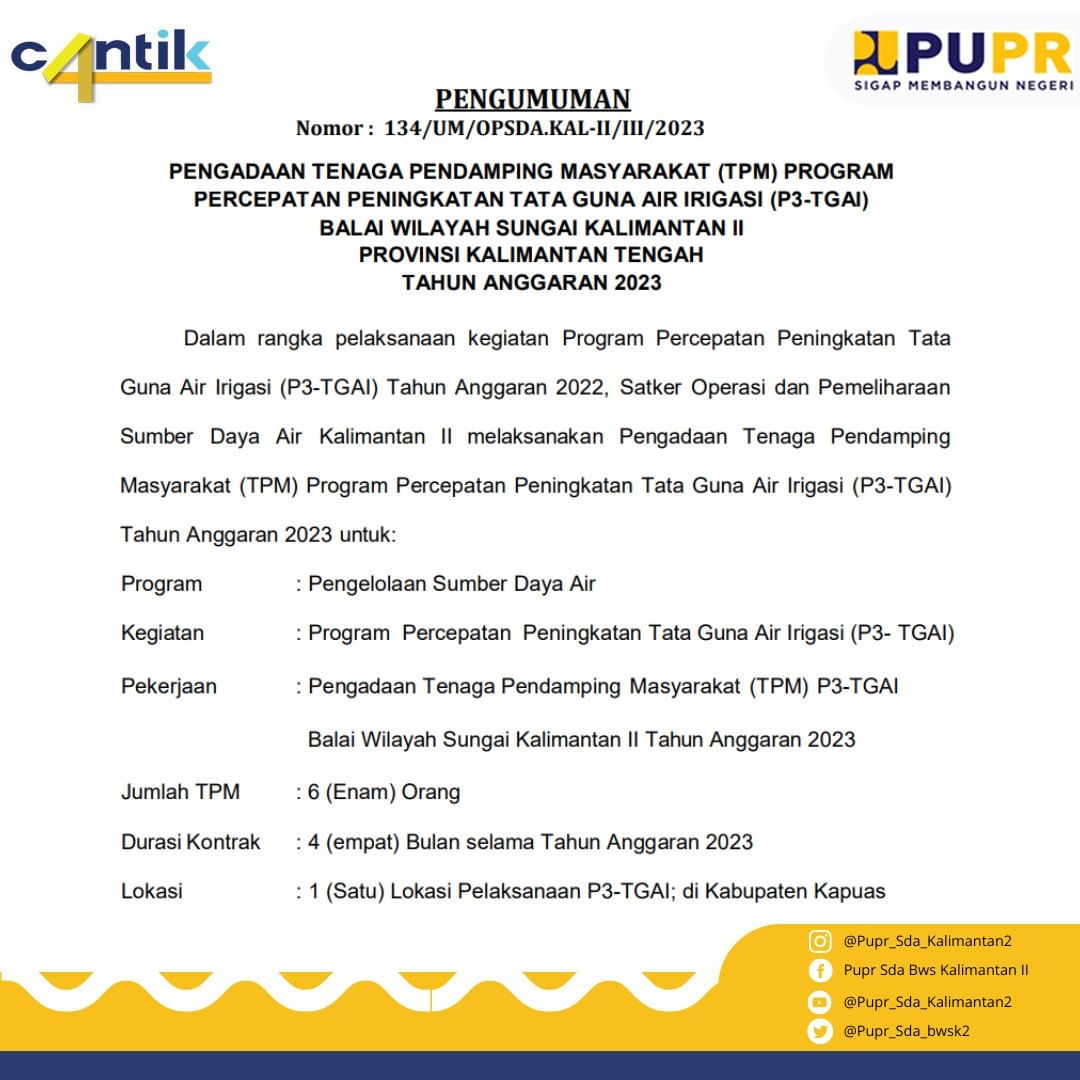 c4ntik
PUPR
SIGAP MEMBANGUN NEGERI
PENGUMUMAN
Nomor : 134/UM/OPSDA.KAL-II/III/2023
PENGADAAN TENAGA PENDAMPING MASYARAKAT (TPM) PROGRAM
PERCEPATAN PENINGKATAN TATA GUNA AIR IRIGASI (P3-TGAI)
BALAI WILAYAH SUNGAI KALIMANTAN II
PROVINSI KALIMANTAN TENGAH
TAHUN ANGGARAN 2023
Dalam rangka pelaksanaan kegiatan Program Percepatan Peningkatan Tata
Guna Air Irigasi (P3-TGAI) Tahun Anggaran 2022, Satker Operasi dan Pemeliharaan
Sumber Daya Air Kalimantan II melaksanakan Pengadaan Tenaga Pendamping
Masyarakat (TPM) Program Percepatan Peningkatan Tata Guna Air Irigasi (P3-TGAI)
Tahun Anggaran 2023 untuk:
Program : Pengelolaan Sumber Daya Air
Kegiatan : Program Percepatan Peningkatan Tata Guna Air Irigasi (P3- TGAI)
Pekerjaan : Pengadaan Tenaga Pendamping Masyarakat (TPM) P3-TGAI
Balai Wilayah Sungai Kalimantan II Tahun Anggaran 2023
Jumlah TPM : 6 (Enam) Orang
Durasi Kontrak : 4 (empat) Bulan selama Tahun Anggaran 2023
Lokasi : 1 (Satu) Lokasi Pelaksanaan P3-TGAI; di Kabupaten Kapuas
@Pupr_Sda_Kalimantan2
Pupr Sda Bws Kalimantan II
@Pupr_Sda_Kalimantan2
@Pupr_Sda_bwsk2